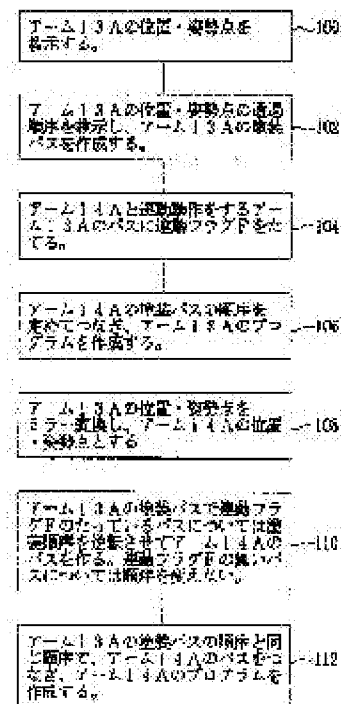 アーム13Aの位置・姿勢点を
教示する。
100
アーム13Aの位置・姿勢点の通過
順序を教示し、アーム13Aの塗装
パスを作成する。
102
アーム14Aと連動動作をするアー
ム13Aのパスに連動フラグFをた
てる。
104
アーム13Aの塗装パスの順序を
定めてつなぎ、アーム13Aのプロ
グラムを作成する。
106
アーム13Aの位置・姿勢点を
ミラー変換し、アーム14Aの位置
・姿勢点とする
108
アーム13Aの塗装パスで連動フラ
グFのたっているパスについては塗
装順序を逆転させてアーム14Aの
パスを作る。連動フラグFの無いパ
スについては順序を変えない。
110
アーム13Aの塗装パスの順序と同
じ順序で、アーム14Aのパスをつ
なぎ、アーム14Aのプログラムを
作成する。
112